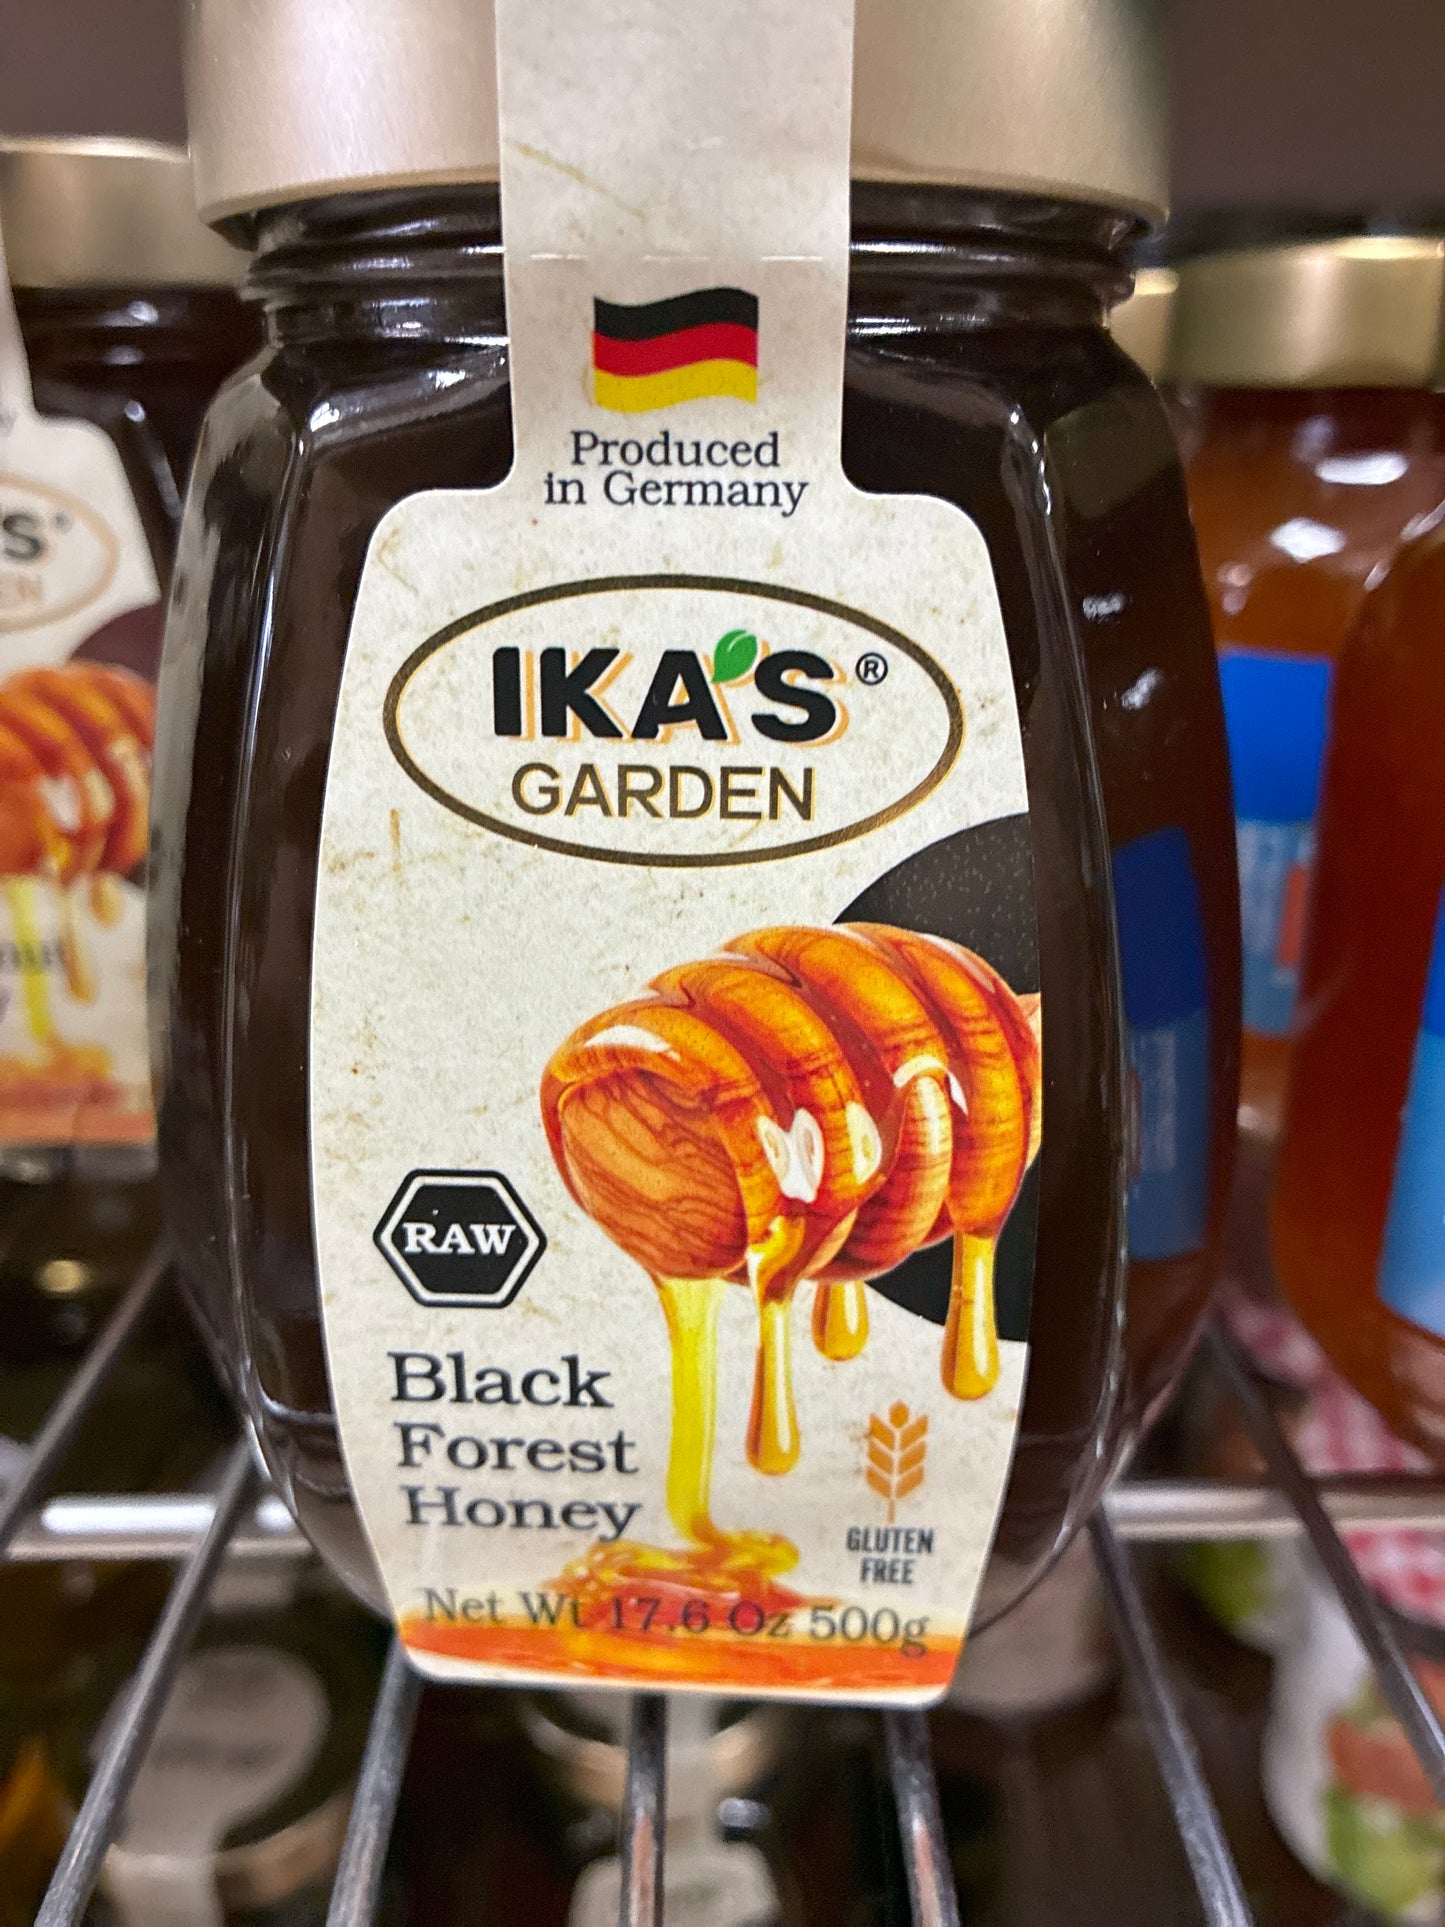 Produced
in Germany
IKA'S®
GARDEN
RAW
Black
Forest
Honey
GLUTEN
FREE
Net Wt 17.6 Oz 500g